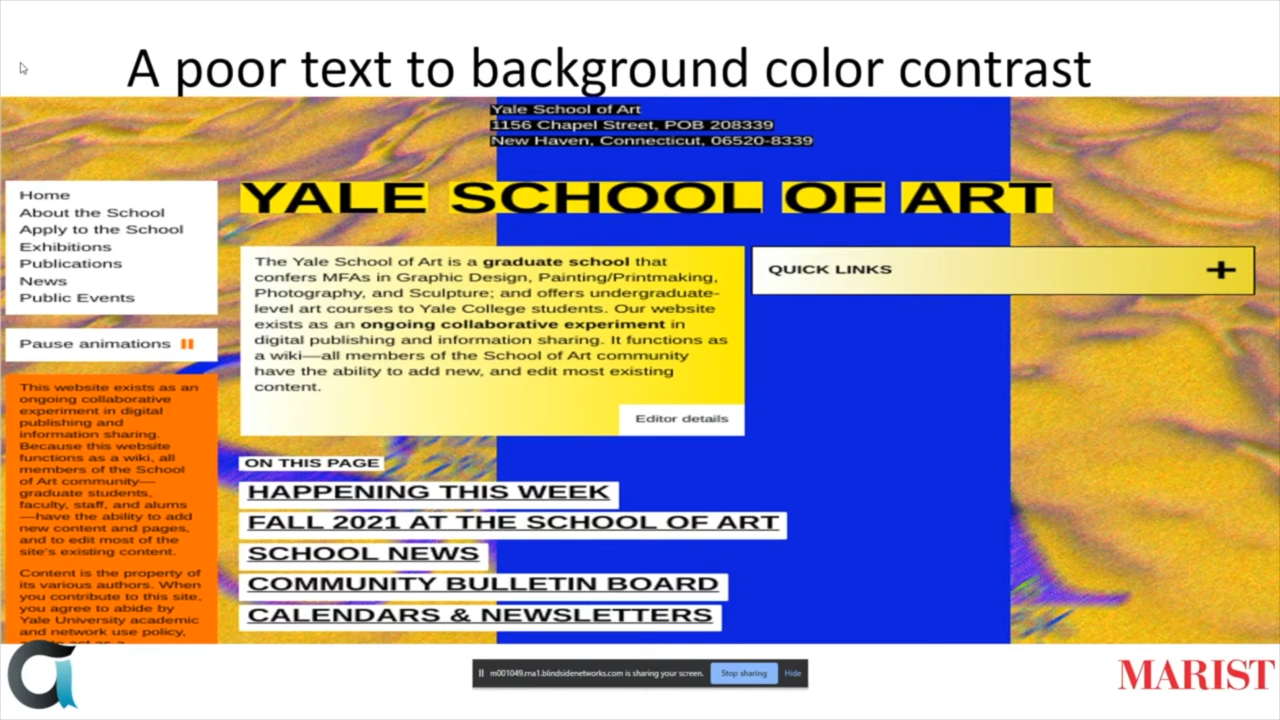 A poor text to background color contrast
Yale School of Art
1156 Chapel Street, POB 208339
New Haven, Connecticut, 06520-8339
YALE SCHOOL OF ART
Home
About the School
Apply to the School
Exhibitions
Publications
News
Public Events
Pause animations
This website exists as an
ongoing collaborative
experiment in digital
publishing and
information sharing.
Because this website
functions as a wiki, all
members of the School
of Art community—
graduate students,
faculty, staff, and alums
—have the ability to add
new content and pages,
and to edit most of the
site's existing content.
Content is the property of
its various authors. When
you contribute to this site,
you agree to abide by
Yale University academic
and network use policy,
The Yale School of Art is a graduate school that
confers MFAs in Graphic Design, Painting/Printmaking,
Photography, and Sculpture; and offers undergraduate-
level art courses to Yale College students. Our website
exists as an ongoing collaborative experiment in
digital publishing and information sharing. It functions as
a wiki—all members of the School of Art community
have the ability to add new, and edit most existing
content.
Editor details
QUICK LINKS
ON THIS PAGE
HAPPENING THIS WEEK
FALL 2021 AT THE SCHOOL OF ART
SCHOOL NEWS
COMMUNITY BULLETIN BOARD
CALENDARS & NEWSLETTERS
m001049.rna1.blindsidenetworks.com is sharing your screen. Stop sharing Hide
MARIST